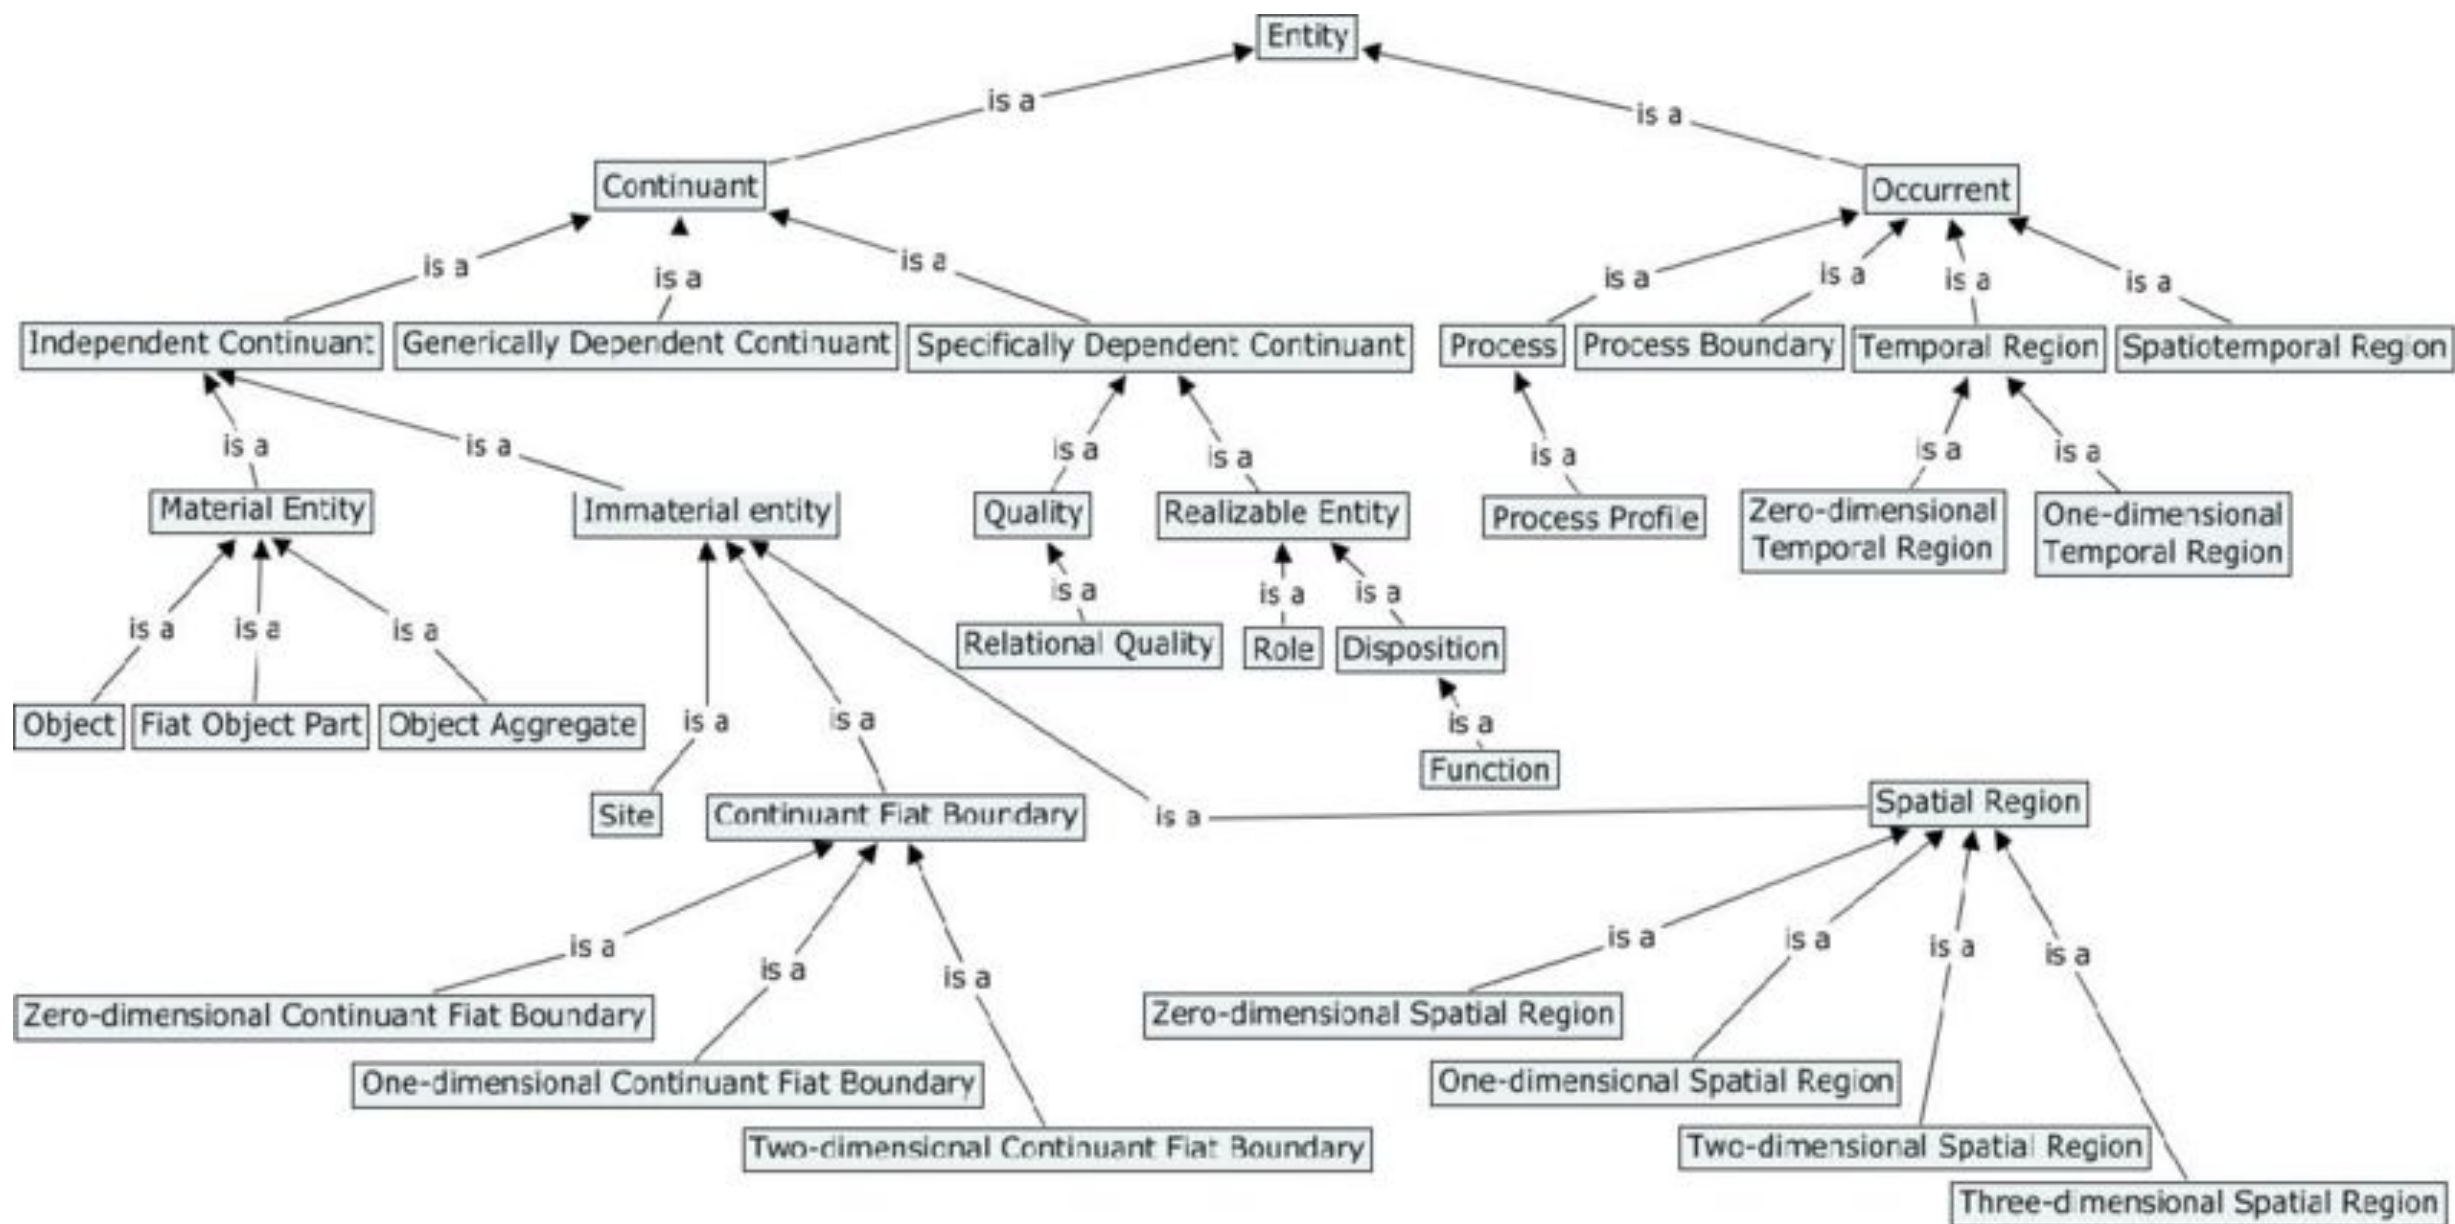 Entity
is a
is a
Continuant
Occurrent
is a
is a
is a
is a
is a
is a
is a
Independent Continuant
Generically Dependent Continuant
Specifically Dependent Continuant
Process
Process Boundary
Temporal Region
Spatiotemporal Region
is a
is a
is a
is a
is a
is a
is a
Material Entity
Immaterial entity
Quality
Realizable Entity
Process Profile
Zero-dimensional
Temporal Region
One-dimensional
Temporal Region
is a
is a
is a
is a
is a
is a
Relational Quality
Role
Disposition
Object
Fiat Object Part
Object Aggregate
is a
is a
is a
Function
Site
Continuant Fiat Boundary
is a
Spatial Region
is a
is a
is a
is a
is a
is a
is a
Zero-dimensional Continuant Fiat Boundary
Zero-dimensional Spatial Region
One-dimensional Continuant Fiat Boundary
One-dimensional Spatial Region
Two-dimensional Continuant Fiat Boundary
Two-dimensional Spatial Region
Three-dimensional Spatial Region